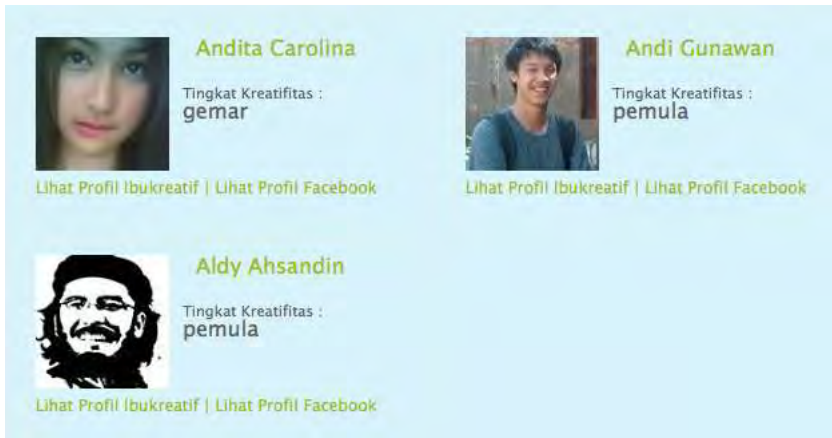 Andita Carolina
Tingkat Kreatifitas :
gemar
Lihat Profil Ibukreatif | Lihat Profil Facebook
Andi Gunawan
Tingkat Kreatifitas :
pemula
Lihat Profil Ibukreatif | Lihat Profil Facebook
Aldy Ahsandin
Tingkat Kreatifitas :
pemula
Lihat Profil Ibukreatif | Lihat Profil Facebook